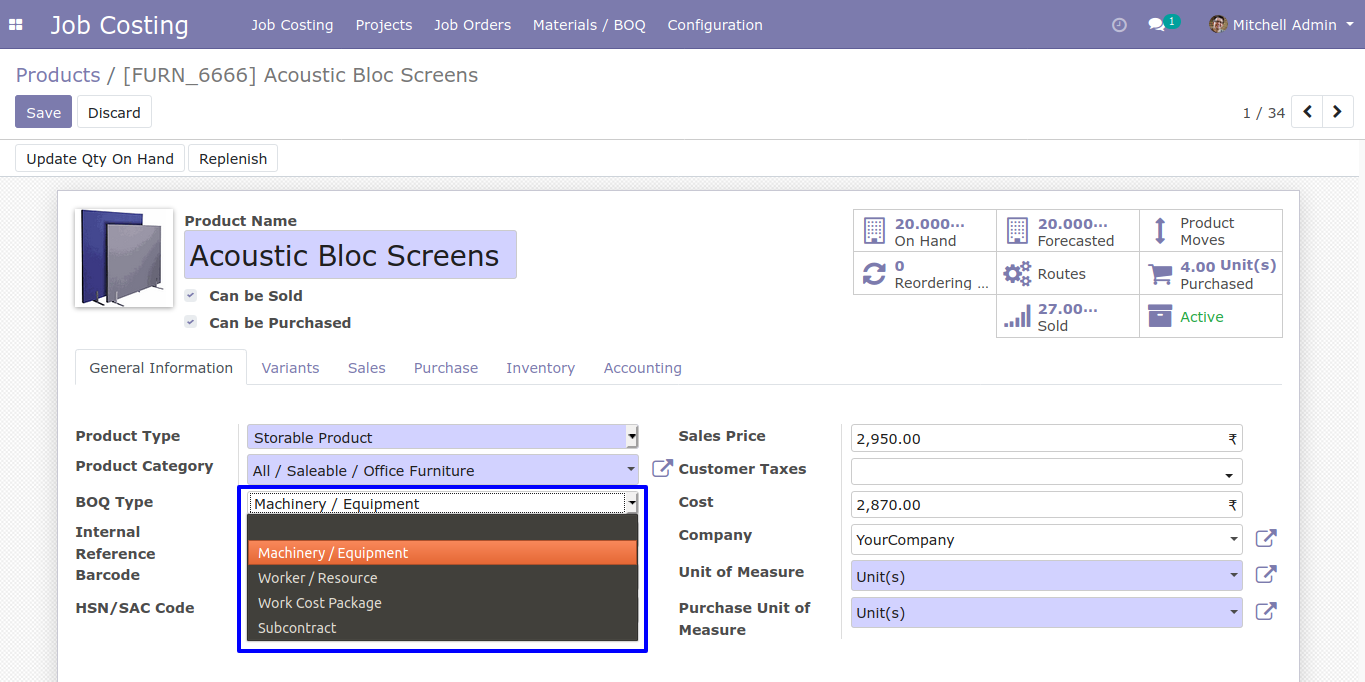 Job Costing
Job Costing Projects Job Orders Materials / BOQ Configuration
1 Mitchell Admin
Products / [FURN_6666] Acoustic Bloc Screens
Save Discard
1 / 34
Update Qty On Hand Replenish
Product Name
Acoustic Bloc Screens
Can be Sold
Can be Purchased
20.000...
On Hand
20.000...
Forecasted
Product
Moves
0
Reordering ...
Routes
4.00 Unit(s)
Purchased
27.00...
Sold
Active
General Information Variants Sales Purchase Inventory Accounting
Product Type Storable Product
Product Category All / Saleable / Office Furniture
BOQ Type Machinery / Equipment
Machinery / Equipment
Worker / Resource
Work Cost Package
Subcontract
Internal
Reference
Barcode
HSN/SAC Code
Sales Price 2,950.00 ₹
Customer Taxes
Cost 2,870.00 ₹
Company YourCompany
Unit of Measure Unit(s)
Purchase Unit of
Measure
Unit(s)